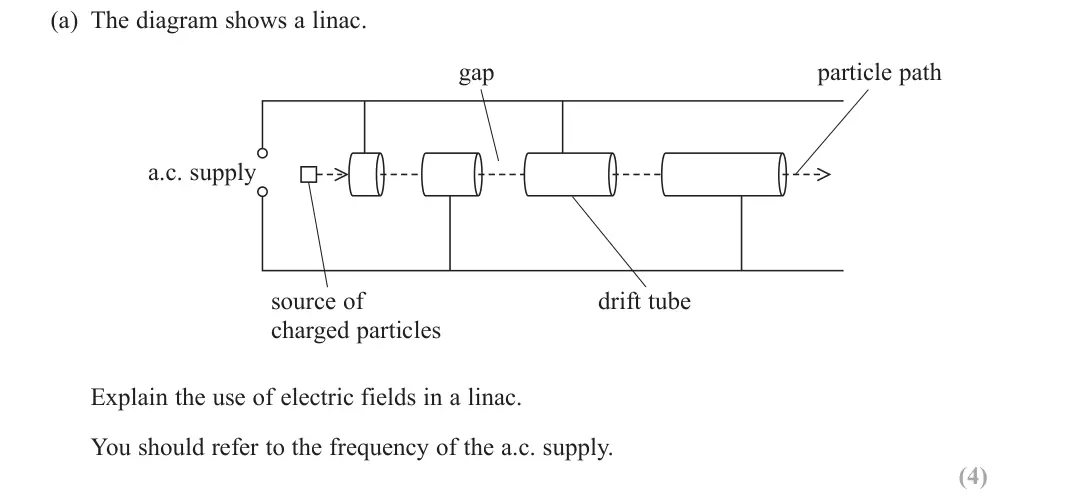 (a) The diagram shows a linac.
gap
particle path
a.c. supply
source of
charged particles
drift tube
Explain the use of electric fields in a linac.
You should refer to the frequency of the a.c. supply.
(4)